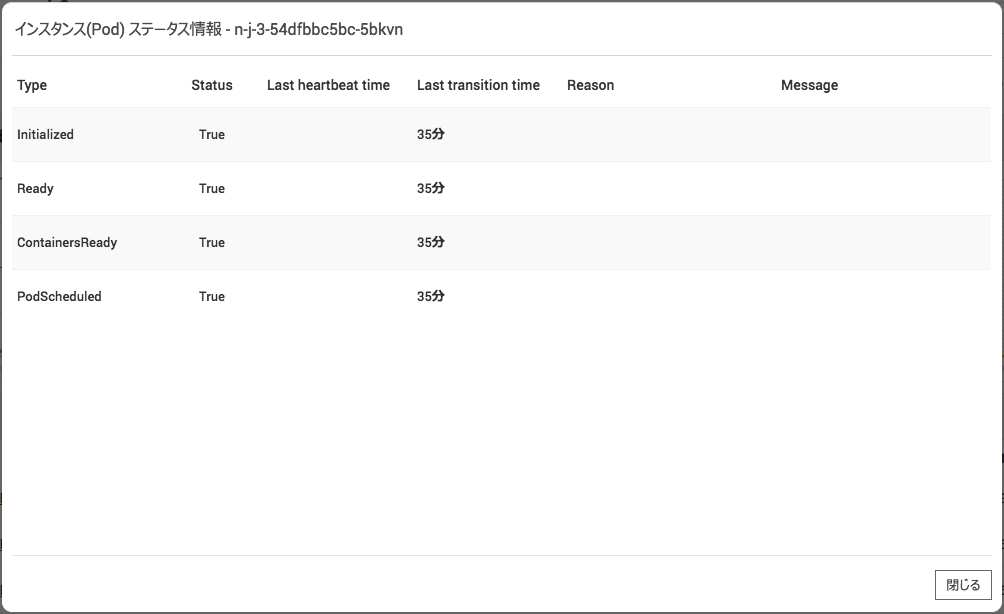 インスタンス(Pod) ステータス情報 - n-j-3-54dfbbc5bc-5bkvn
Type Status Last heartbeat time Last transition time Reason Message
Initialized True 35分
Ready True 35分
ContainersReady True 35分
PodScheduled True 35分
閉じる